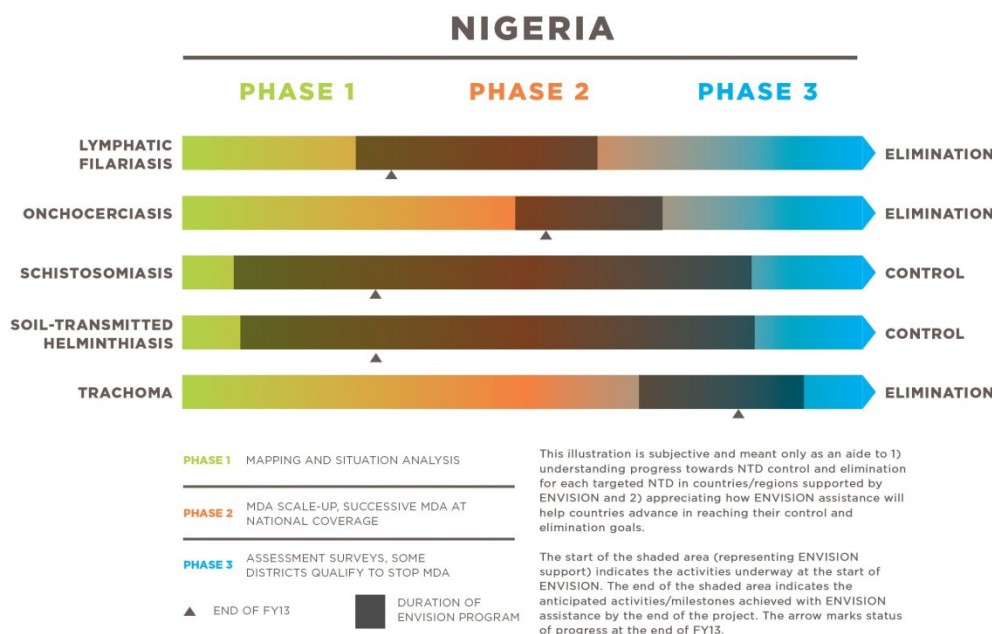 NIGERIA
PHASE 1 PHASE 2 PHASE 3
LYMPHATIC
FILARIASIS
ELIMINATION
ONCHOCERCIASIS
ELIMINATION
SCHISTOSOMIASIS
CONTROL
SOIL-TRANSMITTED
HELMINTHIASIS
CONTROL
TRACHOMA
ELIMINATION
PHASE 1 MAPPING AND SITUATION ANALYSIS
PHASE 2 MDA SCALE-UP, SUCCESSIVE MDA AT
NATIONAL COVERAGE
PHASE 3 ASSESSMENT SURVEYS, SOME
DISTRICTS QUALIFY TO STOP MDA
END OF FY13
DURATION OF
ENVISION PROGRAM
This illustration is subjective and meant only as an aide to 1)
understanding progress towards NTD control and elimination
for each targeted NTD in countries/regions supported by
ENVISION and 2) appreciating how ENVISION assistance will
help countries advance in reaching their control and
elimination goals.
The start of the shaded area (representing ENVISION
support) indicates the activities underway at the start of
ENVISION. The end of the shaded area indicates the
anticipated activities/milestones achieved with ENVISION
assistance by the end of the project. The arrow marks status
of progress at the end of FY13.